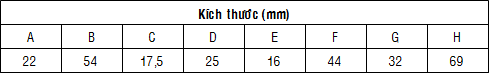 Kích thước (mm)
A B C D E F G H
22 54 17,5 25 16 44 32 69